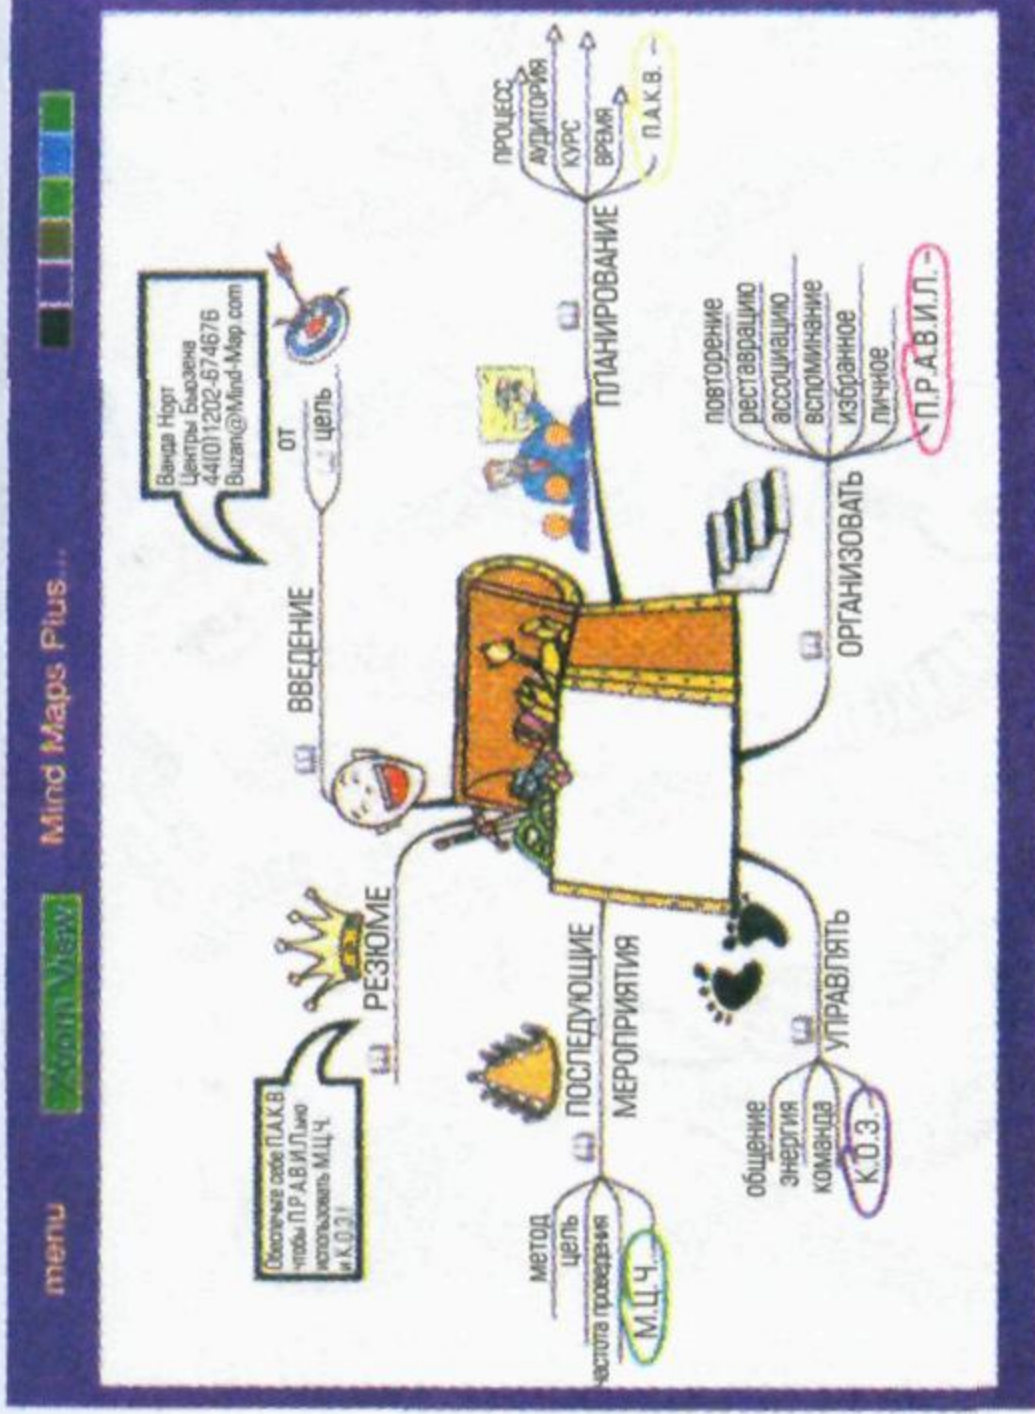 menu
Zoom View
Mind Maps Plus...
Ванда Норт
Центры Бьюзена
44(0)1202-674676
Buzan@Mind-Map.com
ВВЕДЕНИЕ
ОТ
ЦЕЛЬ
ПЛАНИРОВАНИЕ
ПРОЦЕСС
АУДИТОРИЯ
КУРС
ВРЕМЯ
П.А.К.В.
ОРГАНИЗОВАТЬ
повторение
реставрацию
ассоциацию
вспоминание
избранное
личное
П.Р.А.В.И.Л.
УПРАВЛЯТЬ
общение
энергия
команда
К.О.Э.
ПОСЛЕДУЮЩИЕ
МЕРОПРИЯТИЯ
метод
цель
частота проведения
М.Ц.Ч.
РЕЗЮМЕ
себе П.А.К.В
чтобы П.Р.А.В.И.Л.ьно
использовать М.Ц.Ч.
и К.О.Э!